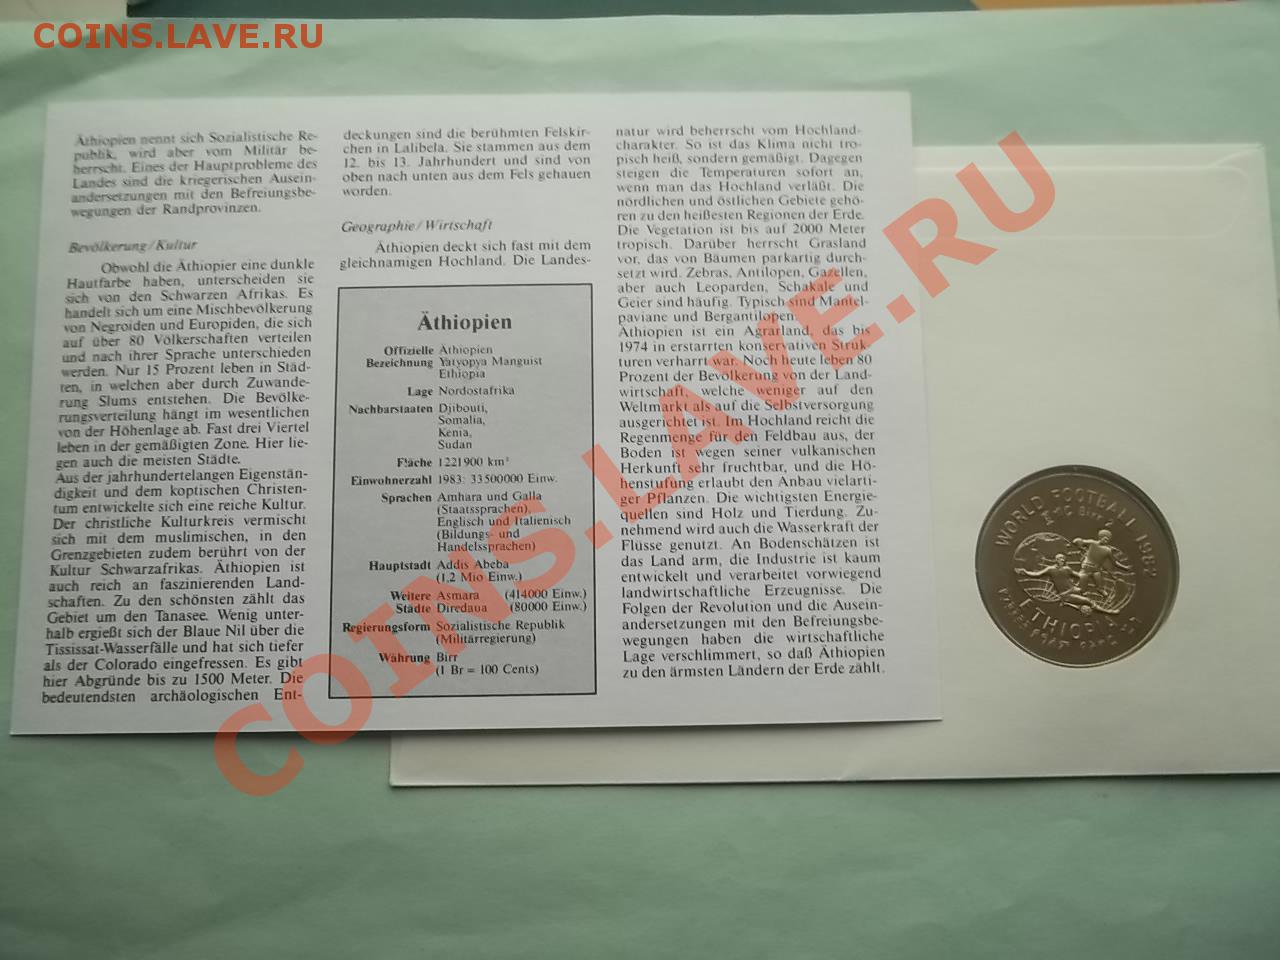 COINS.LAVE.RU
Äthiopien nennt sich Sozialistische Re-
publik, wird aber vom Militär be-
herrscht. Eines der Hauptprobleme des
Landes sind die kriegerischen Ausein-
andersetzungen mit den Befreiungsbe-
wegungen der Randprovinzen.
Bevölkerung/Kultur
Obwohl die Äthiopier eine dunkle
Hautfarbe haben, unterscheiden sie
sich von den Schwarzen Afrikas. Es
handelt sich um eine Mischbevölkerung
von Negroiden und Europiden, die sich
auf über 80 Völkerschaften verteilen
und nach ihrer Sprache unterschieden
werden. Nur 15 Prozent leben in Städ-
ten, in welchen aber durch Zuwande-
rung Slums entstehen. Die Bevölke-
rungsverteilung hängt im wesentlichen
von der Höhenlage ab. Fast drei Viertel
leben in der gemäßigten Zone. Hier lie-
gen auch die meisten Städte.
Aus der jahrhundertelangen Eigenstän-
digkeit und dem koptischen Christen-
tum entwickelte sich eine reiche Kultur.
Der christliche Kulturkreis vermischt
sich mit dem muslimischen, in den
Grenzgebieten zudem berührt von der
Kultur Schwarzafrikas. Äthiopien ist
auch reich an faszinierenden Land-
schaften. Zu den schönsten zählt das
Gebiet um den Tanasee. Wenig unter-
halb ergießt sich der Blaue Nil über die
Tississat-Wasserfälle und hat sich tiefer
als der Colorado eingefressen. Es gibt
hier Abgründe bis zu 1500 Meter. Die
bedeutendsten archäologischen Ent-
deckungen sind die berühmten Felskir-
chen in Lalibela. Sie stammen aus dem
12. bis 13. Jahrhundert und sind von
oben nach unten aus dem Fels gehauen
worden.
Geographie/Wirtschaft
Äthiopien deckt sich fast mit dem
gleichnamigen Hochland. Die Landes-
Äthiopien
Offizielle Äthiopien
Bezeichnung Yatyopya Manguist
Ethiopia
Lage Nordostafrika
Nachbarstaaten Djibouti,
Somalia,
Kenia,
Sudan
Fläche 1 221 900 km²
Einwohnerzahl 1983: 33 500 000 Einw.
Sprachen Amhara und Galla
(Staatssprachen),
Englisch und Italienisch
(Bildungs- und
Handelssprachen)
Hauptstadt Addis Abeba
(1,2 Mio Einw.)
Weitere Asmara (414000 Einw.)
Städte Diredaua (80000 Einw.)
Regierungsform Sozialistische Republik
(Militärregierung)
Währung Birr
(1 Br = 100 Cents)
natur wird beherrscht vom Hochland-
charakter. So ist das Klima nicht tro-
pisch heiß, sondern gemäßigt. Dagegen
steigen die Temperaturen sofort an,
wenn man das Hochland verläßt. Die
nördlichen und östlichen Gebiete gehö-
ren zu den heißesten Regionen der Erde.
Die Vegetation ist bis auf 2000 Meter
tropisch. Darüber herrscht Grasland
vor, das von Bäumen parkartig durch-
setzt wird. Zebras, Antilopen, Gazellen,
aber auch Leoparden, Schakale und
Geier sind häufig. Typisch sind Mantel-
paviane und Bergantilopen.
Äthiopien ist ein Agrarland, das bis
1974 in erstarrten konservativen Struk-
turen verharrt war. Noch heute leben 80
Prozent der Bevölkerung von der Land-
wirtschaft, welche weniger auf den
Weltmarkt als auf die Selbstversorgung
ausgerichtet ist. Im Hochland reicht die
Regenmenge für den Feldbau aus, der
Boden ist wegen seiner vulkanischen
Herkunft sehr fruchtbar, und die Hö-
henstufung erlaubt den Anbau vielarti-
ger Pflanzen. Die wichtigsten Energie-
quellen sind Holz und Tierdung. Zu-
nehmend wird auch die Wasserkraft der
Flüsse genutzt. An Bodenschätzen ist
das Land arm, die Industrie ist kaum
entwickelt und verarbeitet vorwiegend
landwirtschaftliche Erzeugnisse. Die
Folgen der Revolution und die Ausein-
andersetzungen mit den Befreiungsbe-
wegungen haben die wirtschaftliche
Lage verschlimmert, so daß Äthiopien
zu den ärmsten Ländern der Erde zählt.
WORLD FOOTBALL 1982
Birr 2
ETHIOPIA
COINS.LAVE.RU